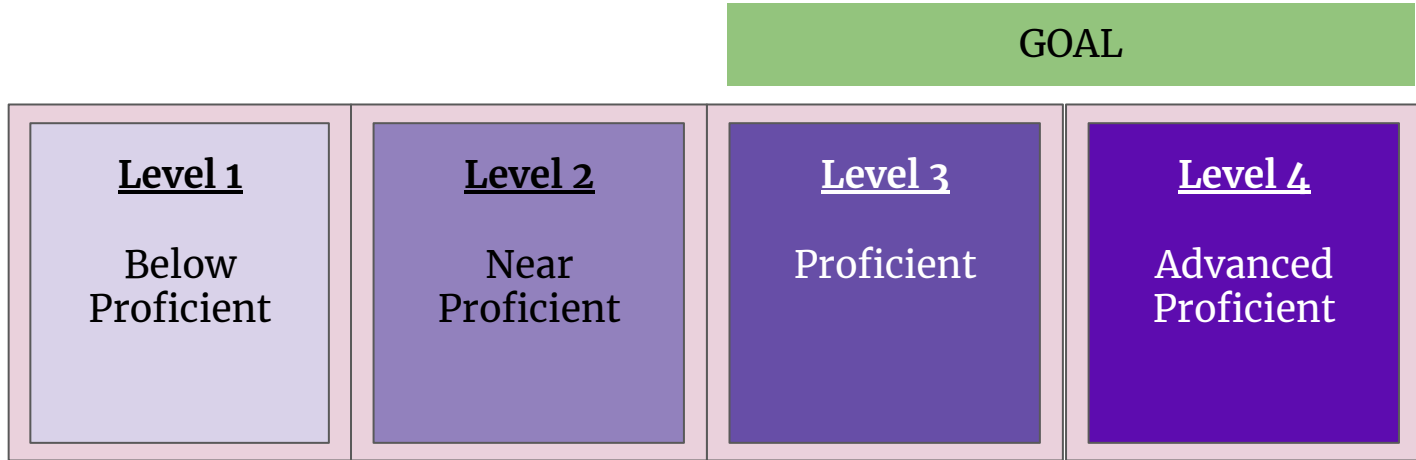 GOAL
Level 1
Below
Proficient
Level 2
Near
Proficient
Level 3
Proficient
Level 4
Advanced
Proficient